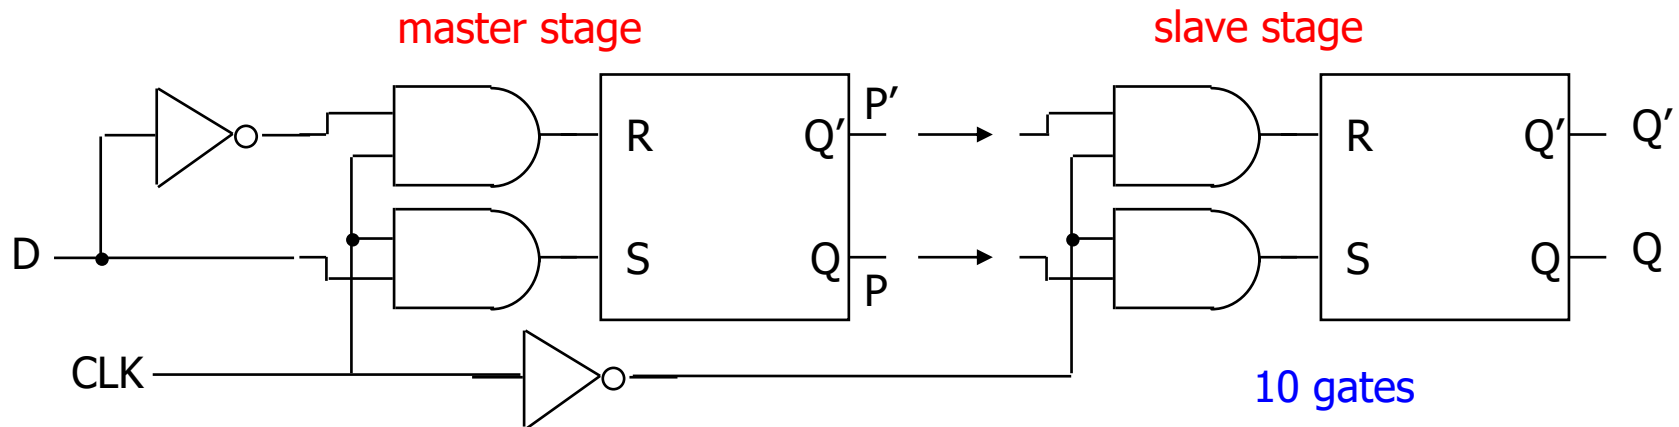 master stage
slave stage
P’
Q’
R
Q’
R
Q’
D
S
Q
P
S
Q
Q
CLK
10 gates